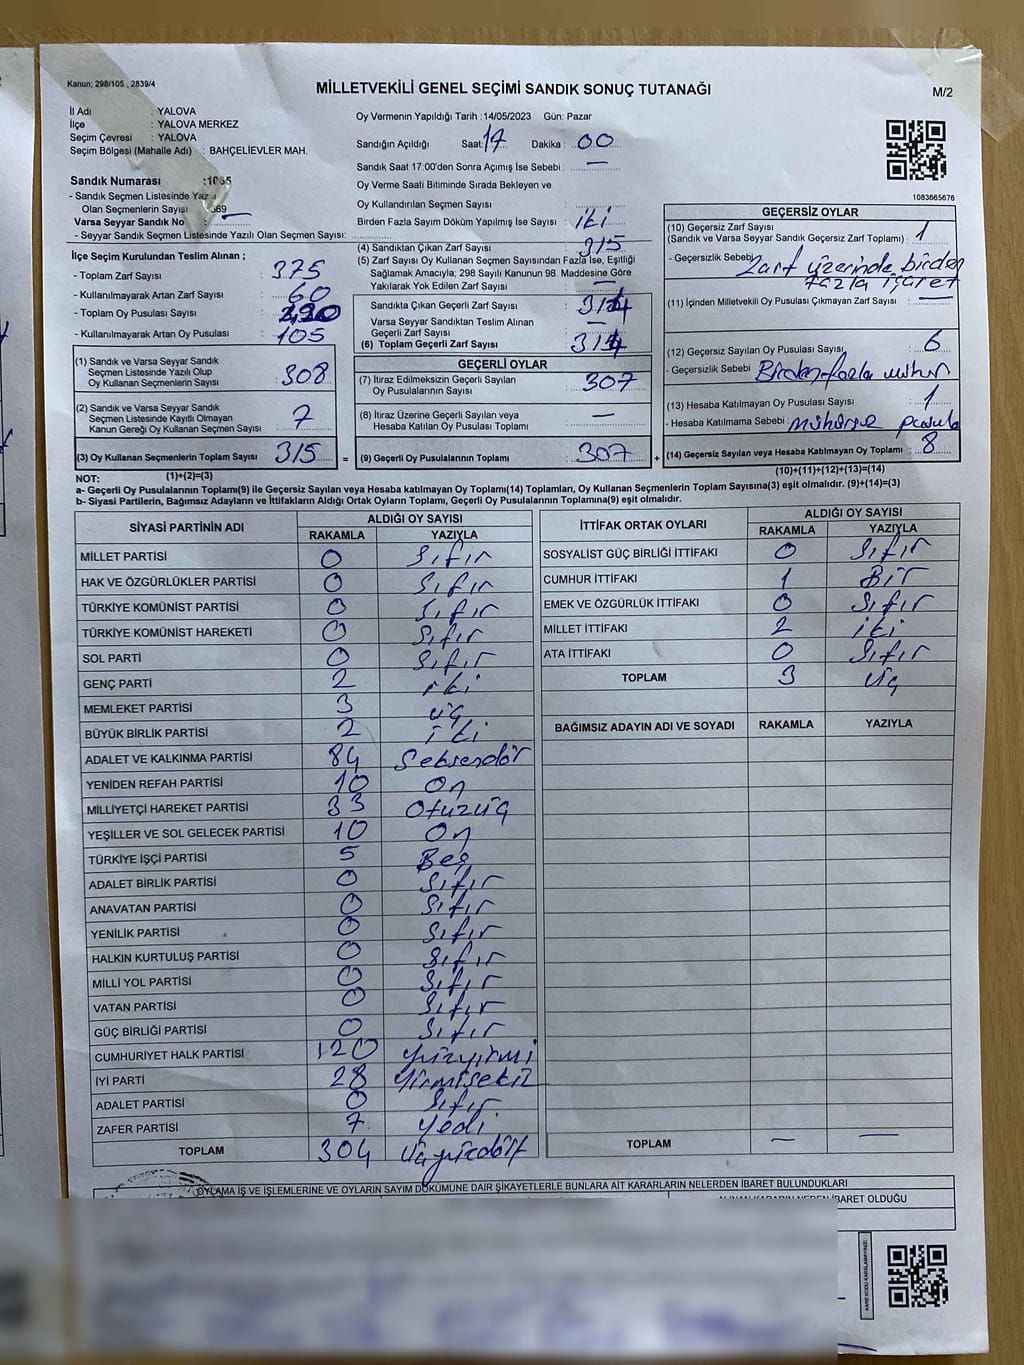 Kanun; 298/105 , 2839/4
MİLLETVEKİLİ GENEL SEÇİMİ SANDIK SONUÇ TUTANAĞI
M/2
İl Adı : YALOVA
İlçe : YALOVA MERKEZ
Seçim Çevresi : YALOVA
Seçim Bölgesi (Mahalle Adı) : BAHÇELİEVLER MAH.
Sandık Numarası
- Sandık Seçmen Listesinde
Olan Seçmenlerin Sayısı
Varsa Seyyar Sandık No
- Seyyar Sandık Seçmen Listesinde Yazılı Olan Seçmen Sayısı:
Oy Vermenin Yapıldığı Tarih :14/05/2023 Gün: Pazar
Sandığın Açıldığı Saat: 17 Dakika : 00
Sandık Saat 17:00'den Sonra Açılmış İse Sebebi : —
Oy Verme Saati Bitiminde Sırada Bekleyen ve
Oy Kullandırılan Seçmen Sayısı :
Birden Fazla Sayım Döküm Yapılmış İse Sayısı : iki
1083665676
İlçe Seçim Kurulundan Teslim Alınan ;
- Toplam Zarf Sayısı : 375
- Kullanılmayarak Artan Zarf Sayısı : 60
- Toplam Oy Pusulası Sayısı :
- Kullanılmayarak Artan Oy Pusulası : 105
(1) Sandık ve Varsa Seyyar Sandık
Seçmen Listesinde Yazılı Olup
Oy Kullanan Seçmenlerin Sayısı : 308
(2) Sandık ve Varsa Seyyar Sandık
Seçmen Listesinde Kayıtlı Olmayan
Kanun Gereği Oy Kullanan Seçmen Sayısı : 7
(3) Oy Kullanan Seçmenlerin Toplam Sayısı : 315
(4) Sandıktan Çıkan Zarf Sayısı : 315
(5) Zarf Sayısı Oy Kullanan Seçmen Sayısından Fazla İse, Eşitliği
Sağlamak Amacıyla; 298 Sayılı Kanunun 98. Maddesine Göre
Yakılarak Yok Edilen Zarf Sayısı : —
Sandıkta Çıkan Geçerli Zarf Sayısı : 314
Varsa Seyyar Sandıktan Teslim Alınan
Geçerli Zarf Sayısı : —
(6) Toplam Geçerli Zarf Sayısı : 314
GEÇERLİ OYLAR
(7) İtiraz Edilmeksizin Geçerli Sayılan
Oy Pusulalarının Sayısı : 307
(8) İtiraz Üzerine Geçerli Sayılan veya
Hesaba Katılan Oy Pusulası Toplamı : —
= (9) Geçerli Oy Pusulalarının Toplamı : 307
GEÇERSİZ OYLAR
(10) Geçersiz Zarf Sayısı
(Sandık ve Varsa Seyyar Sandık Geçersiz Zarf Toplamı) : 1
- Geçersizlik Sebebi : Zarf üzerinde birden
fazla işaret
(11) İçinden Milletvekili Oy Pusulası Çıkmayan Zarf Sayısı : —
(12) Geçersiz Sayılan Oy Pusulası Sayısı : 6
- Geçersizlik Sebebi : Birden fazla mühür
(13) Hesaba Katılmayan Oy Pusulası Sayısı : 1
- Hesaba Katılmama Sebebi : mühürsüz pusula
+ (14) Geçersiz Sayılan veya Hesaba Katılmayan Oy Toplamı : 8
NOT: (1)+(2)=(3)
(10)+(11)+(12)+(13)=(14)
a- Geçerli Oy Pusulalarının Toplamı(9) ile Geçersiz Sayılan veya Hesaba katılmayan Oy Toplamı(14) Toplamları, Oy Kullanan Seçmenlerin Toplam Sayısına(3) eşit olmalıdır. (9)+(14)=(3)
b- Siyasi Partilerin, Bağımsız Adayların ve İttifakların Aldığı Ortak Oyların Toplamı, Geçerli Oy Pusulalarının Toplamına(9) eşit olmalıdır.
SİYASİ PARTİNİN ADI ALDIĞI OY SAYISI
RAKAMLA YAZIYLA
MİLLET PARTİSİ 0 Sıfır
HAK VE ÖZGÜRLÜKLER PARTİSİ 0 Sıfır
TÜRKİYE KOMÜNİST PARTİSİ 0 Sıfır
TÜRKİYE KOMÜNİST HAREKETİ 0 Sıfır
SOL PARTİ 0 Sıfır
GENÇ PARTİ 2 iki
MEMLEKET PARTİSİ 3 üç
BÜYÜK BİRLİK PARTİSİ 2 iki
ADALET VE KALKINMA PARTİSİ 84 Seksendör
YENİDEN REFAH PARTİSİ 10 On
MİLLİYETÇİ HAREKET PARTİSİ 33 Otuzüç
YEŞİLLER VE SOL GELECEK PARTİSİ 10 On
TÜRKİYE İŞÇİ PARTİSİ 5 Beş
ADALET BİRLİK PARTİSİ 0 Sıfır
ANAVATAN PARTİSİ 0 Sıfır
YENİLİK PARTİSİ 0 Sıfır
HALKIN KURTULUŞ PARTİSİ 0 Sıfır
MİLLİ YOL PARTİSİ 0 Sıfır
VATAN PARTİSİ 0 Sıfır
GÜÇ BİRLİĞİ PARTİSİ 0 Sıfır
CUMHURİYET HALK PARTİSİ 120 yüzyirmi
İYİ PARTİ 28 Yirmisekiz
ADALET PARTİSİ 0 Sıfır
ZAFER PARTİSİ 7 yedi
TOPLAM 304 Üçyüzdört
İTTİFAK ORTAK OYLARI ALDIĞI OY SAYISI
RAKAMLA YAZIYLA
SOSYALİST GÜÇ BİRLİĞİ İTTİFAKI 0 Sıfır
CUMHUR İTTİFAKI 1 Bir
EMEK VE ÖZGÜRLÜK İTTİFAKI 0 Sıfır
MİLLET İTTİFAKI 2 iki
ATA İTTİFAKI 0 Sıfır
TOPLAM 3 üç
BAĞIMSIZ ADAYIN ADI VE SOYADI RAKAMLA YAZIYLA
TOPLAM — —
OYLAMA İŞ VE İŞLEMLERİNE VE OYLARIN SAYIM DÖKÜMÜNE DAİR ŞİKAYETLERLE BUNLARA AİT KARARLARIN NELERDEN İBARET BULUNDUKLARI
ALINAN KARARIN NEDEN İBARET OLDUĞU